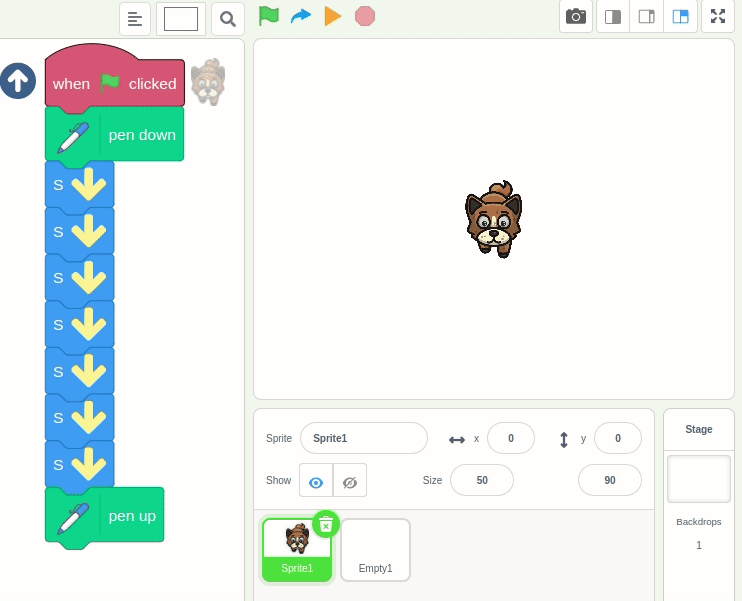 when clicked
pen down
S
S
S
S
S
S
S
pen up
Sprite Sprite1 x 0 y 0
Show Size 50 90
Sprite1 Empty1
Stage
Backdrops
1